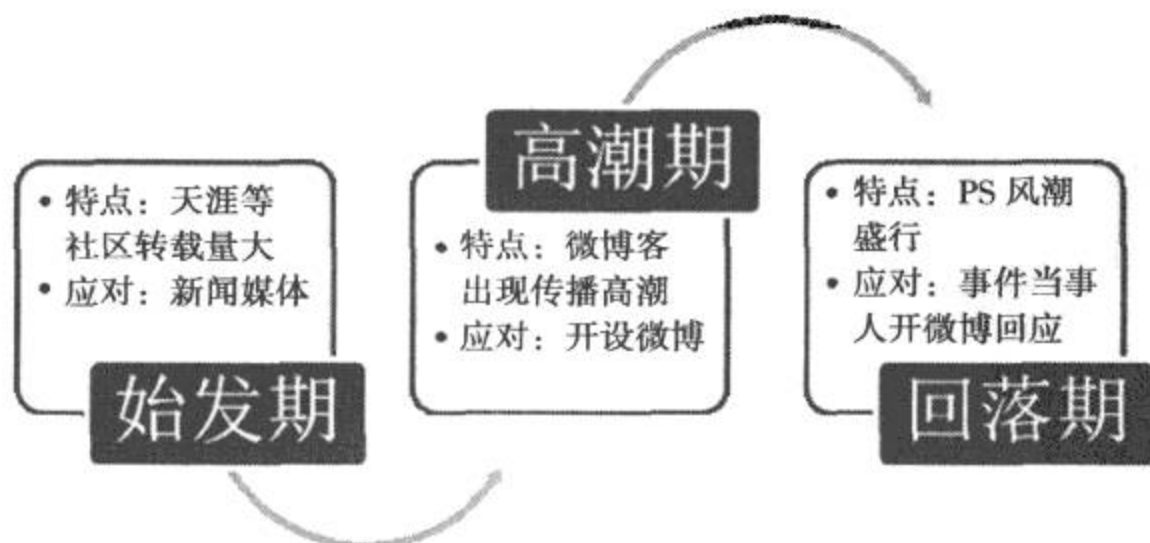 • 特点：天涯等
社区转载量大
• 应对：新闻媒体
始发期
高潮期
• 特点：微博客
出现传播高潮
• 应对：开设微博
• 特点：PS 风潮
盛行
• 应对：事件当事
人开微博回应
回落期